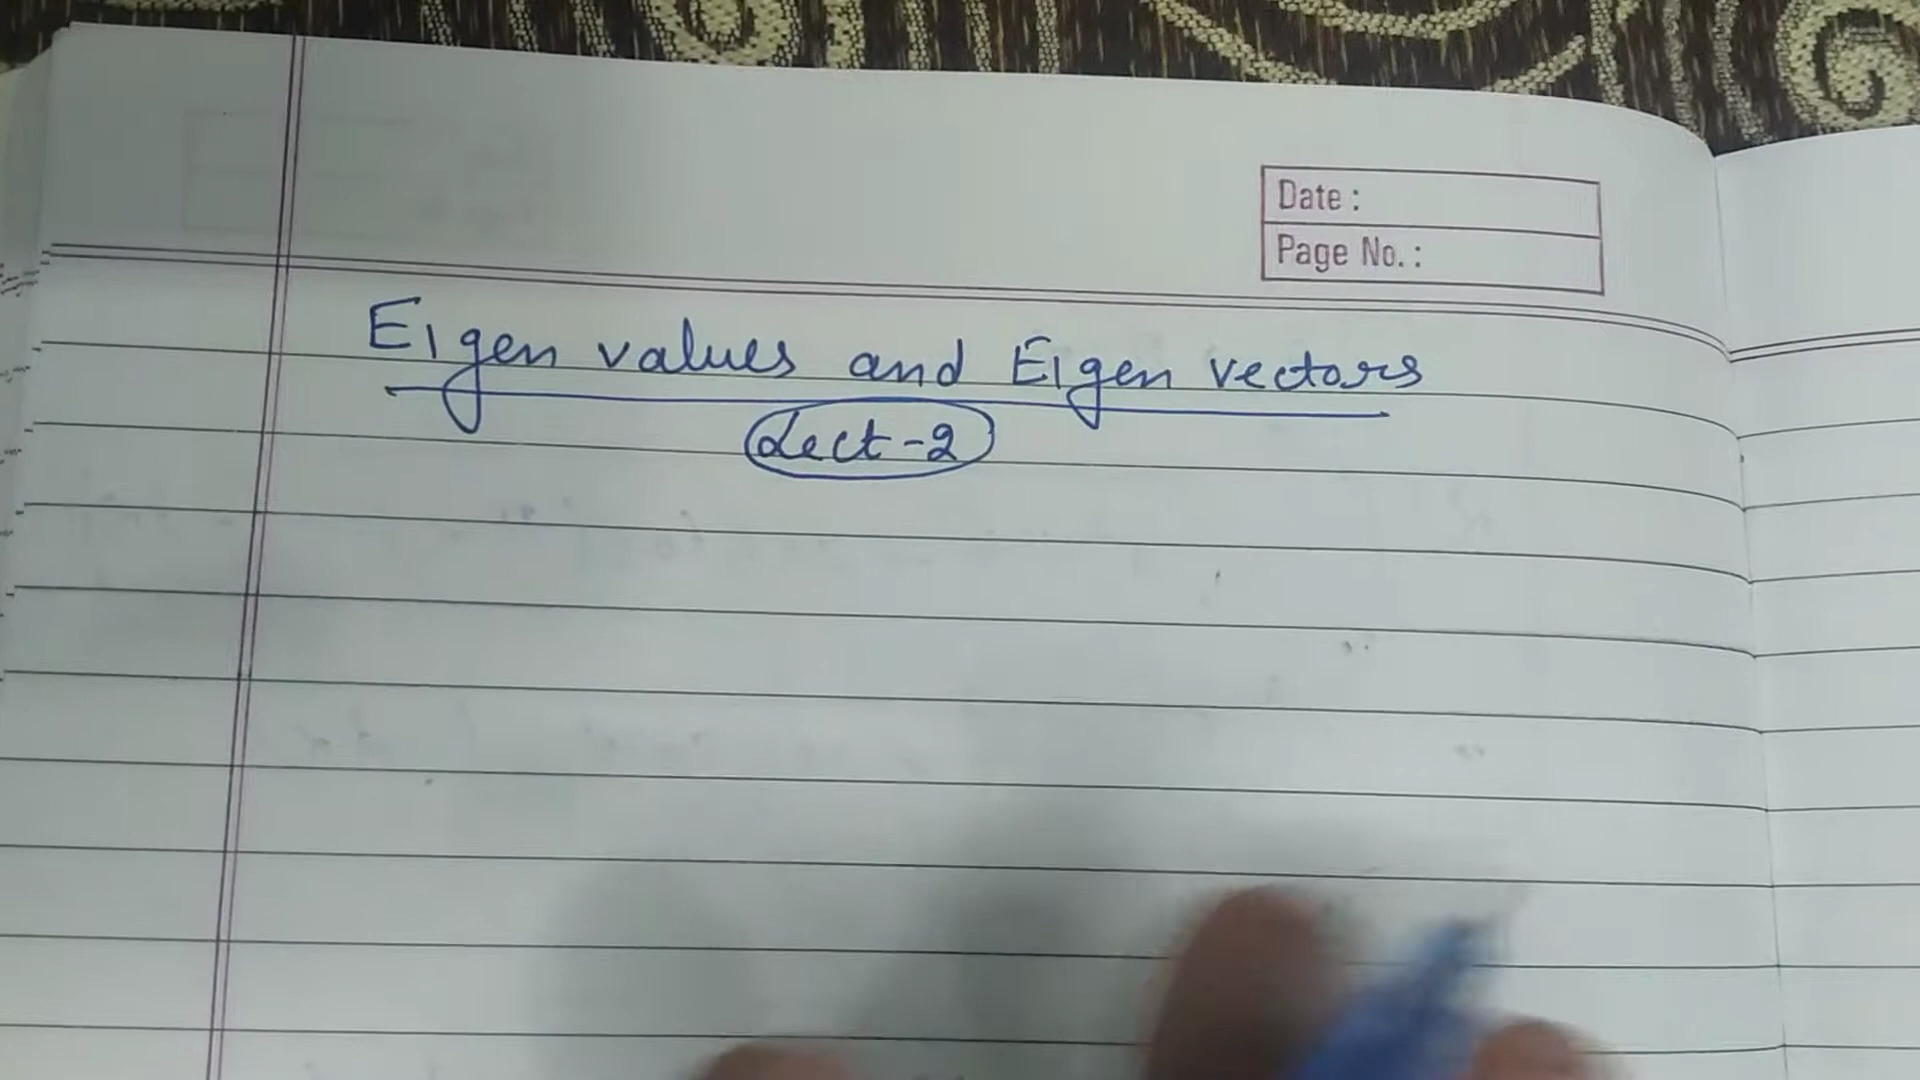 Date :
Page No. :
Eigen values and Eigen vectors
Lect-2